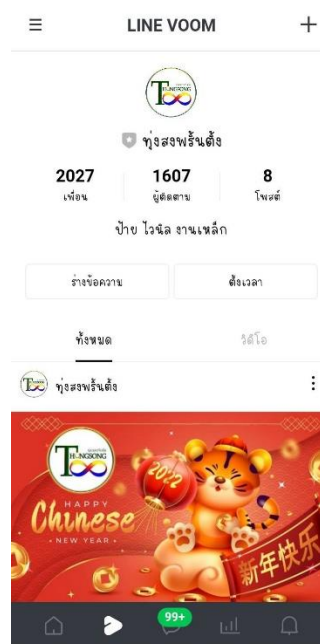 LINE VOOM
THUNGSONG
ทุ่งสงพริ้นติ้ง
2027 1607 8
เพื่อน ผู้ติดตาม โพสต์
ป้าย ไวนิล งานเหล็ก
ร่างข้อความ ตั้งเวลา
ทั้งหมด วิดีโอ
ทุ่งสงพริ้นติ้ง
THUNGSONG
2022
HAPPY
Chinese
NEW YEAR
新年快乐
99+